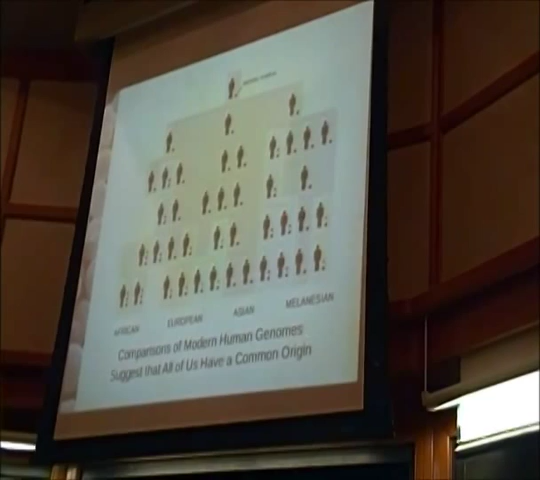 AFRICAN EUROPEAN ASIAN MELANESIAN
Comparisons of Modern Human Genomes
Suggest that All of Us Have a Common Origin